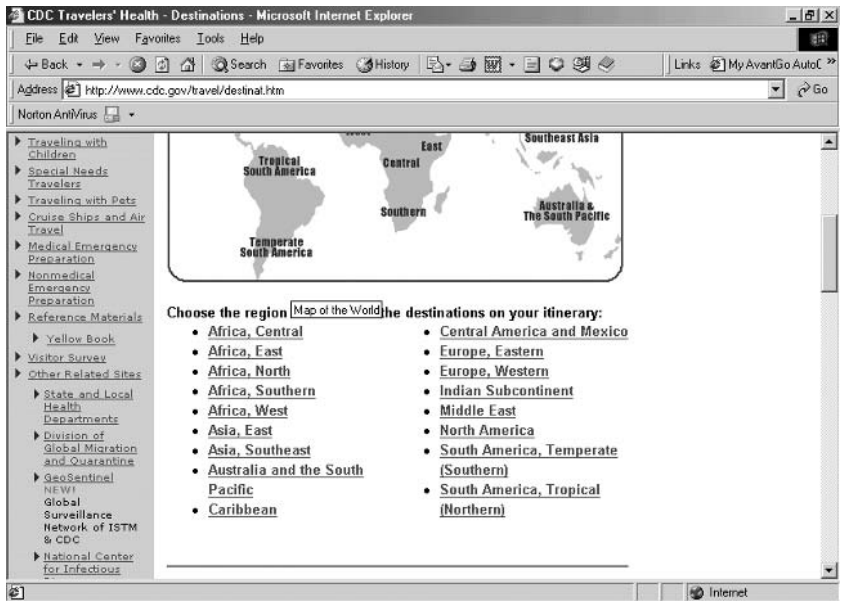 CDC Travelers' Health - Destinations - Microsoft Internet Explorer
File Edit View Favorites Tools Help
Back Search Favorites History Links My AvantGo Auto
Address http://www.cdc.gov/travel/destinat.htm Go
Norton AntiVirus
Traveling with
Children
Special Needs
Travelers
Traveling with Pets
Cruise Ships and Air
Travel
Medical Emergency
Preparation
Nonmedical
Emergency
Preparation
Reference Materials
Yellow Book
Visitor Survey
Other Related Sites
State and Local
Health
Departments
Division of
Global Migration
and Quarantine
GeoSentinel
NEW!
Global
Surveillance
Network of ISTM
& CDC
National Center
for Infectious
East
Southeast Asia
Tropical
South America
Central
Southern
Australia &
The South Pacific
Temperate
South America
Choose the region Map of the World the destinations on your itinerary:
Africa, Central
Africa, East
Africa, North
Africa, Southern
Africa, West
Asia, East
Asia, Southeast
Australia and the South
Pacific
Caribbean
Central America and Mexico
Europe, Eastern
Europe, Western
Indian Subcontinent
Middle East
North America
South America, Temperate
(Southern)
South America, Tropical
(Northern)
Internet